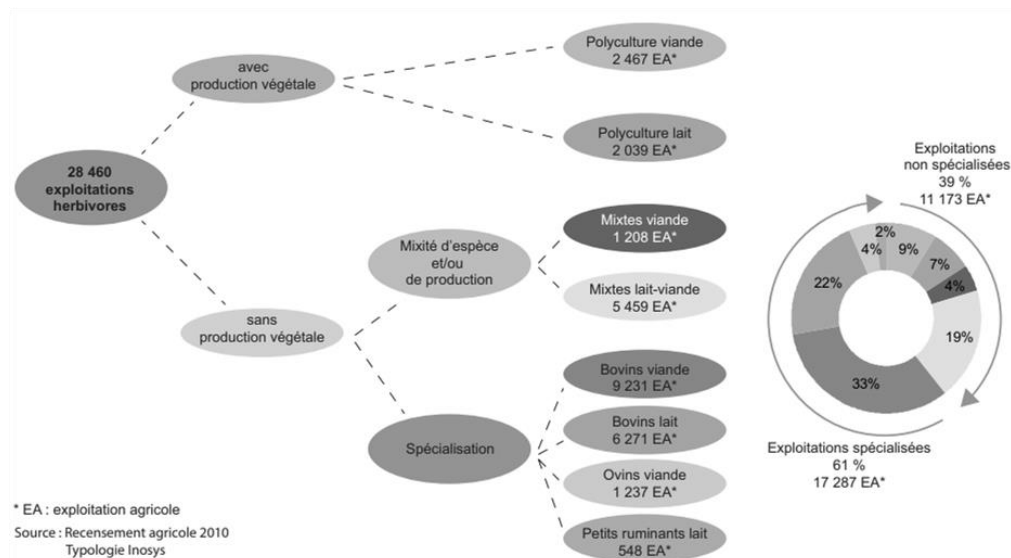 avec
production végétale
28 460
exploitations
herbivores
sans
production végétale
Polyculture viande
2 467 EA*
Polyculture lait
2 039 EA*
Mixité d'espèce
et/ou
de production
Mixtes viande
1 208 EA*
Mixtes lait-viande
5 459 EA*
Spécialisation
Bovins viande
9 231 EA*
Bovins lait
6 271 EA*
Ovins viande
1 237 EA*
Petits ruminants lait
548 EA*
Exploitations
non spécialisées
39 %
11 173 EA*
2%
4%
9%
7%
4%
22%
19%
33%
Exploitations spécialisées
61 %
17 287 EA*
* EA : exploitation agricole
Source : Recensement agricole 2010
Typologie Inosys